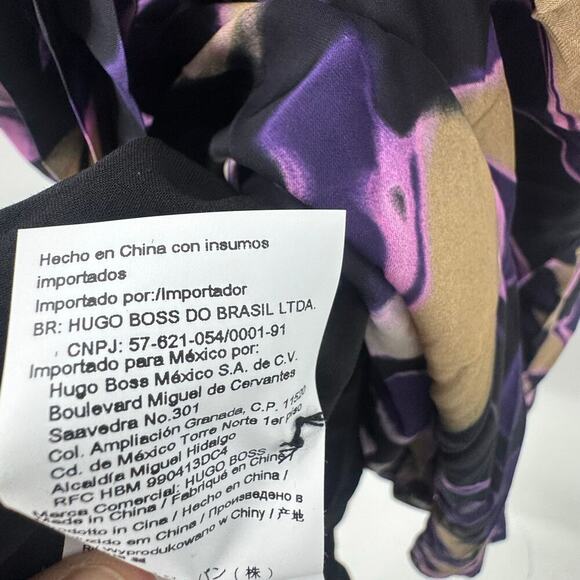 Hecho en China con insumos
importados
Importado por:/Importador
BR: HUGO BOSS DO BRASIL LTDA.
CNPJ: 57-621-054/0001-91
Importado para México por:
Hugo Boss México S.A. de C.V.
Boulevard Miguel de Cervantes
Saavedra No.301
Col. Ampliación Granada, C.P. 11520
Cd. de México Torre Norte 1er piso
Alcaldía Miguel Hidalgo
RFC HBM 990413DC4
Marca Comercial: HUGO BOSS
Made in China / Fabriqué en Chine /
in Cina / Hecho en China /
em China / Произведено в
Wyprodukowano w Chiny / 产地
パン（株）